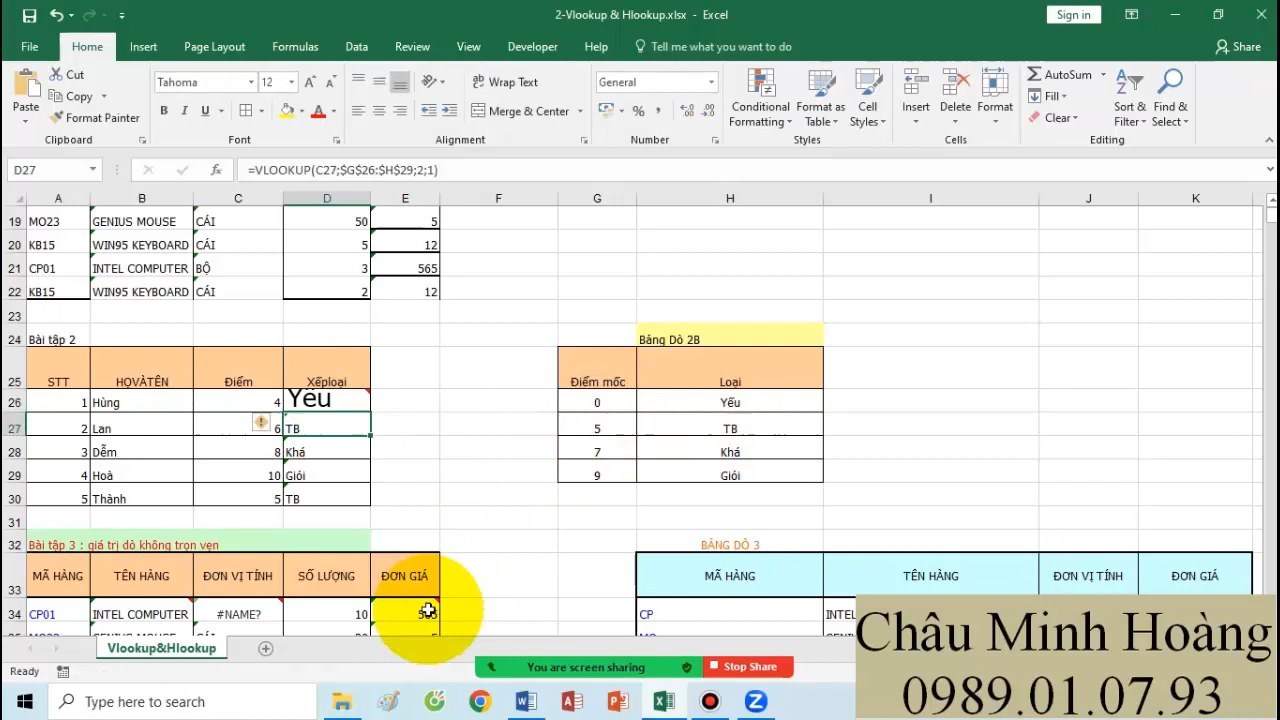 2-Vlookup & Hlookup.xlsx - Excel
Sign in
File Home Insert Page Layout Formulas Data Review View Developer Help Tell me what you want to do Share
Paste Cut Copy Format Painter Clipboard
Tahoma 12 B I U Font
Wrap Text Merge & Center Alignment
General % Number
Conditional Formatting Format as Table Cell Styles Styles
Insert Delete Format Cells
AutoSum Fill Clear Sort & Filter Find & Select Editing
D27 fx =VLOOKUP(C27;$G$26:$H$29;2;1)
A B C D E F G H I J K
19 MO23 GENIUS MOUSE CÁI 50 5
20 KB15 WIN95 KEYBOARD CÁI 5 12
21 CP01 INTEL COMPUTER BỘ 3 565
22 KB15 WIN95 KEYBOARD CÁI 2 12
23
24 Bài tập 2 Bảng Dò 2B
25 STT HỌVÀTÊN Điểm Xếploại Điểm mốc Loại
26 1 Hùng 4 Yếu 0 Yếu
27 2 Lan 6 TB 5 TB
28 3 Dễm 8 Khá 7 Khá
29 4 Hoà 10 Giỏi 9 Giỏi
30 5 Thành 5 TB
31
32 Bài tập 3 : giá trị dò không trọn vẹn BẢNG DÒ 3
33 MÃ HÀNG TÊN HÀNG ĐƠN VỊ TÍNH SỐ LƯỢNG ĐƠN GIÁ MÃ HÀNG TÊN HÀNG ĐƠN VỊ TÍNH ĐƠN GIÁ
34 CP01 INTEL COMPUTER #NAME? 10 565 CP
Vlookup&Hlookup
Ready
You are screen sharing Stop Share
Type here to search
Châu Minh Hoàng
0989.01.07.93